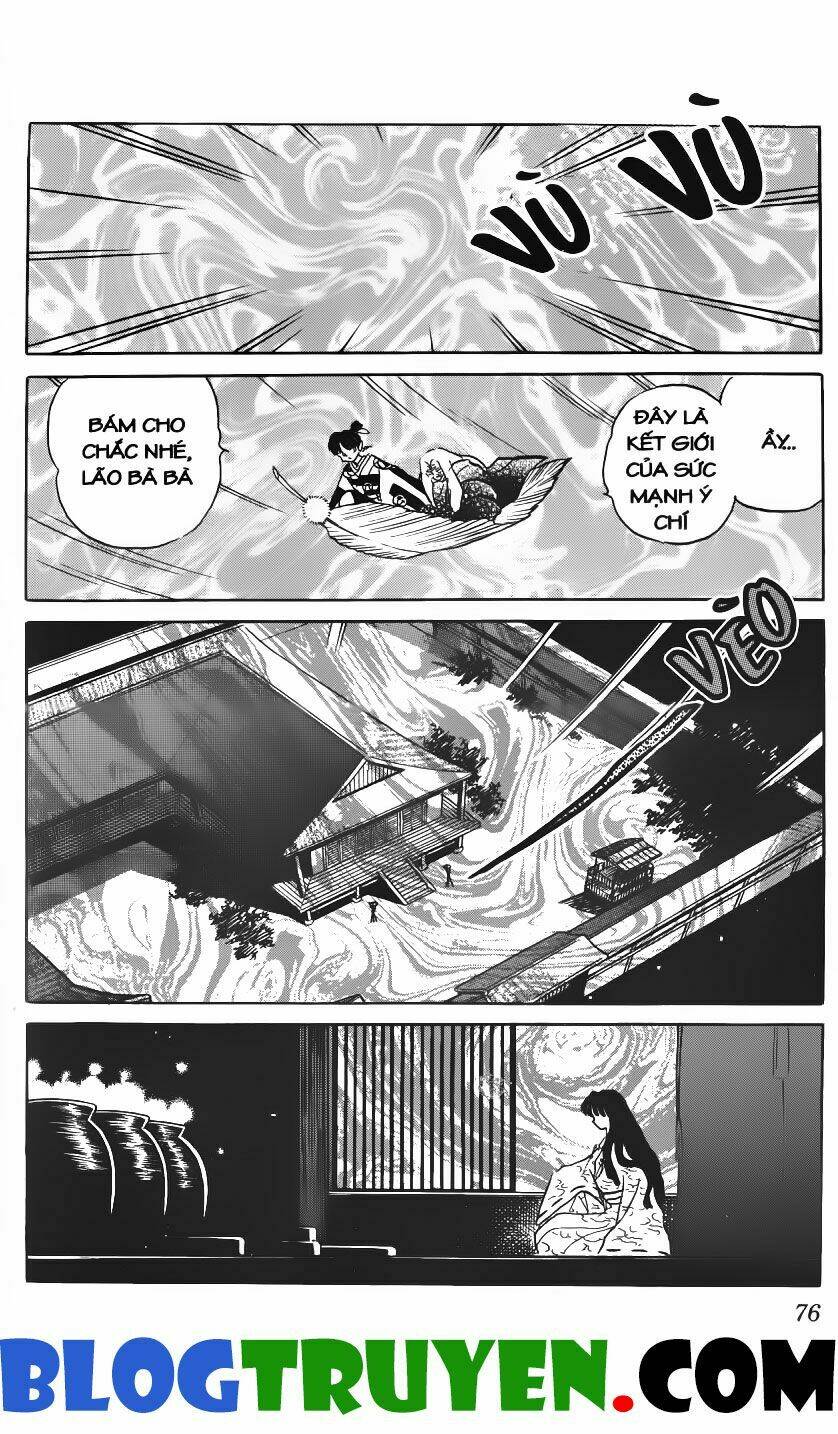 VÙ VÙ
ẦY...
ĐÂY LÀ
KẾT GIỚI
CỦA SỨC
MẠNH Ý
CHÍ
BÁM CHO
CHẮC NHÉ,
LÃO BÀ BÀ
VÈO
76
BLOGTRUYEN.COM